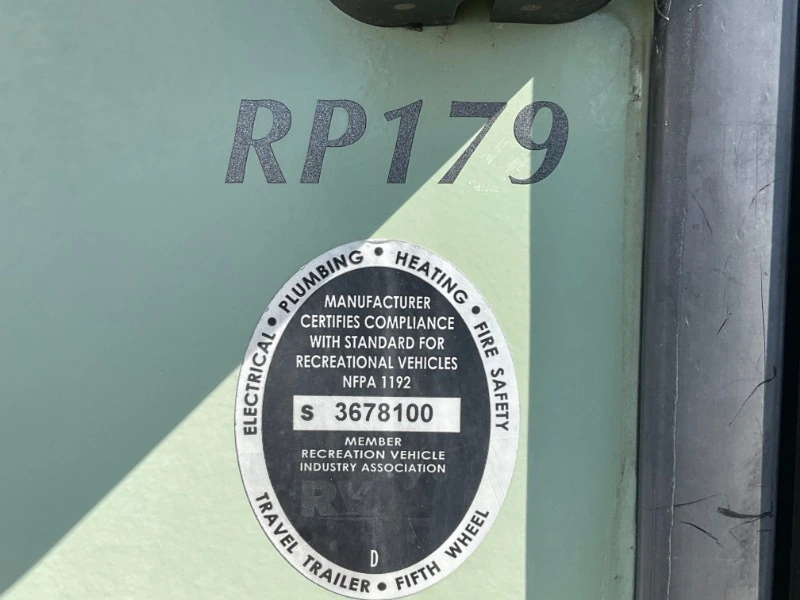 RP179
ELECTRICAL • PLUMBING • HEATING • FIRE SAFETY
MANUFACTURER
CERTIFIES COMPLIANCE
WITH STANDARD FOR
RECREATIONAL VEHICLES
NFPA 1192
S 3678100
MEMBER
RECREATION VEHICLE
INDUSTRY ASSOCIATION
D
TRAVEL TRAILER • FIFTH WHEEL